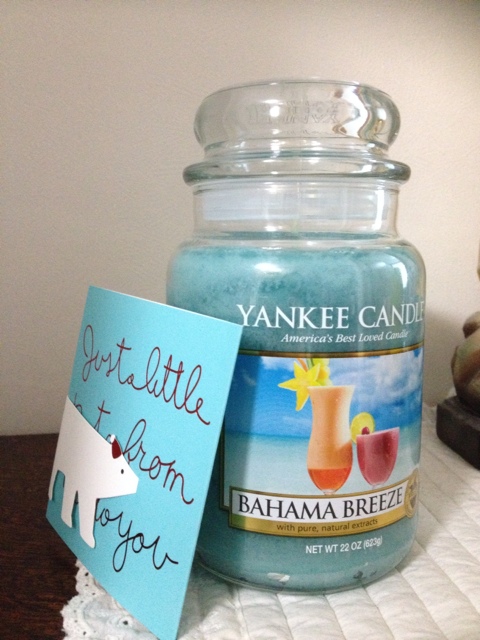 YANKEE CANDLE
America's Best Loved Candle
BAHAMA BREEZE
with pure, natural extracts
NET WT 22 OZ (623g)
Just a little
from
you